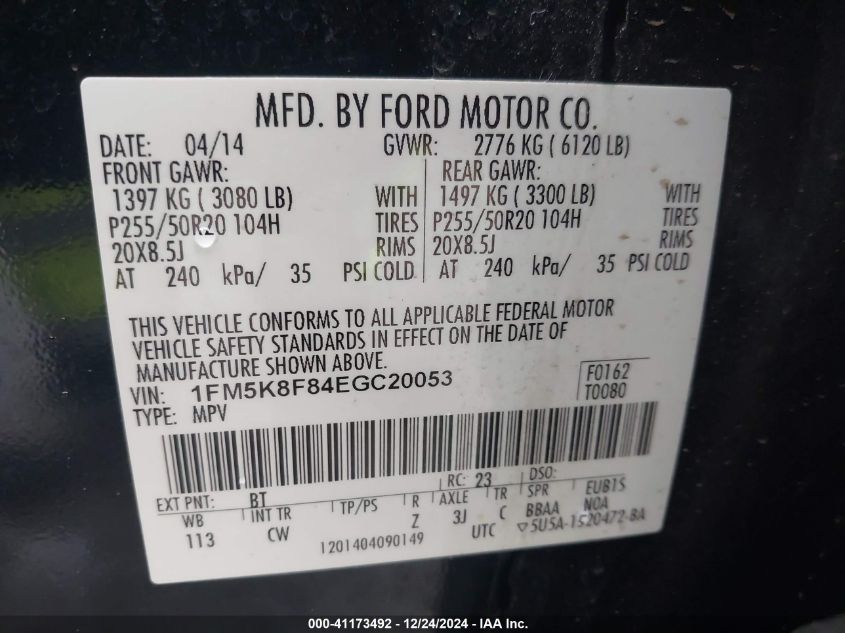 MFD. BY FORD MOTOR CO.
DATE: 04/14 GVWR: 2776 KG ( 6120 LB)
FRONT GAWR: REAR GAWR:
1397 KG ( 3080 LB) WITH 1497 KG ( 3300 LB) WITH
P255/50R20 104H TIRES P255/50R20 104H TIRES
20X8.5J RIMS 20X8.5J RIMS
AT 240 kPa/ 35 PSI COLD AT 240 kPa/ 35 PSI COLD
THIS VEHICLE CONFORMS TO ALL APPLICABLE FEDERAL MOTOR
VEHICLE SAFETY STANDARDS IN EFFECT ON THE DATE OF
MANUFACTURE SHOWN ABOVE.
VIN: 1FM5K8F84EGC20053 F0162
TYPE: MPV T0080
EXT PNT: BT RC: 23 DSO:
WB INT TR TP/PS R AXLE TR SPR EUB1S
113 CW Z 3J C BBAA NOA
1201404090149 UTC ▽5U5A-1520472-BA
000-41173492 - 12/24/2024 - IAA Inc.